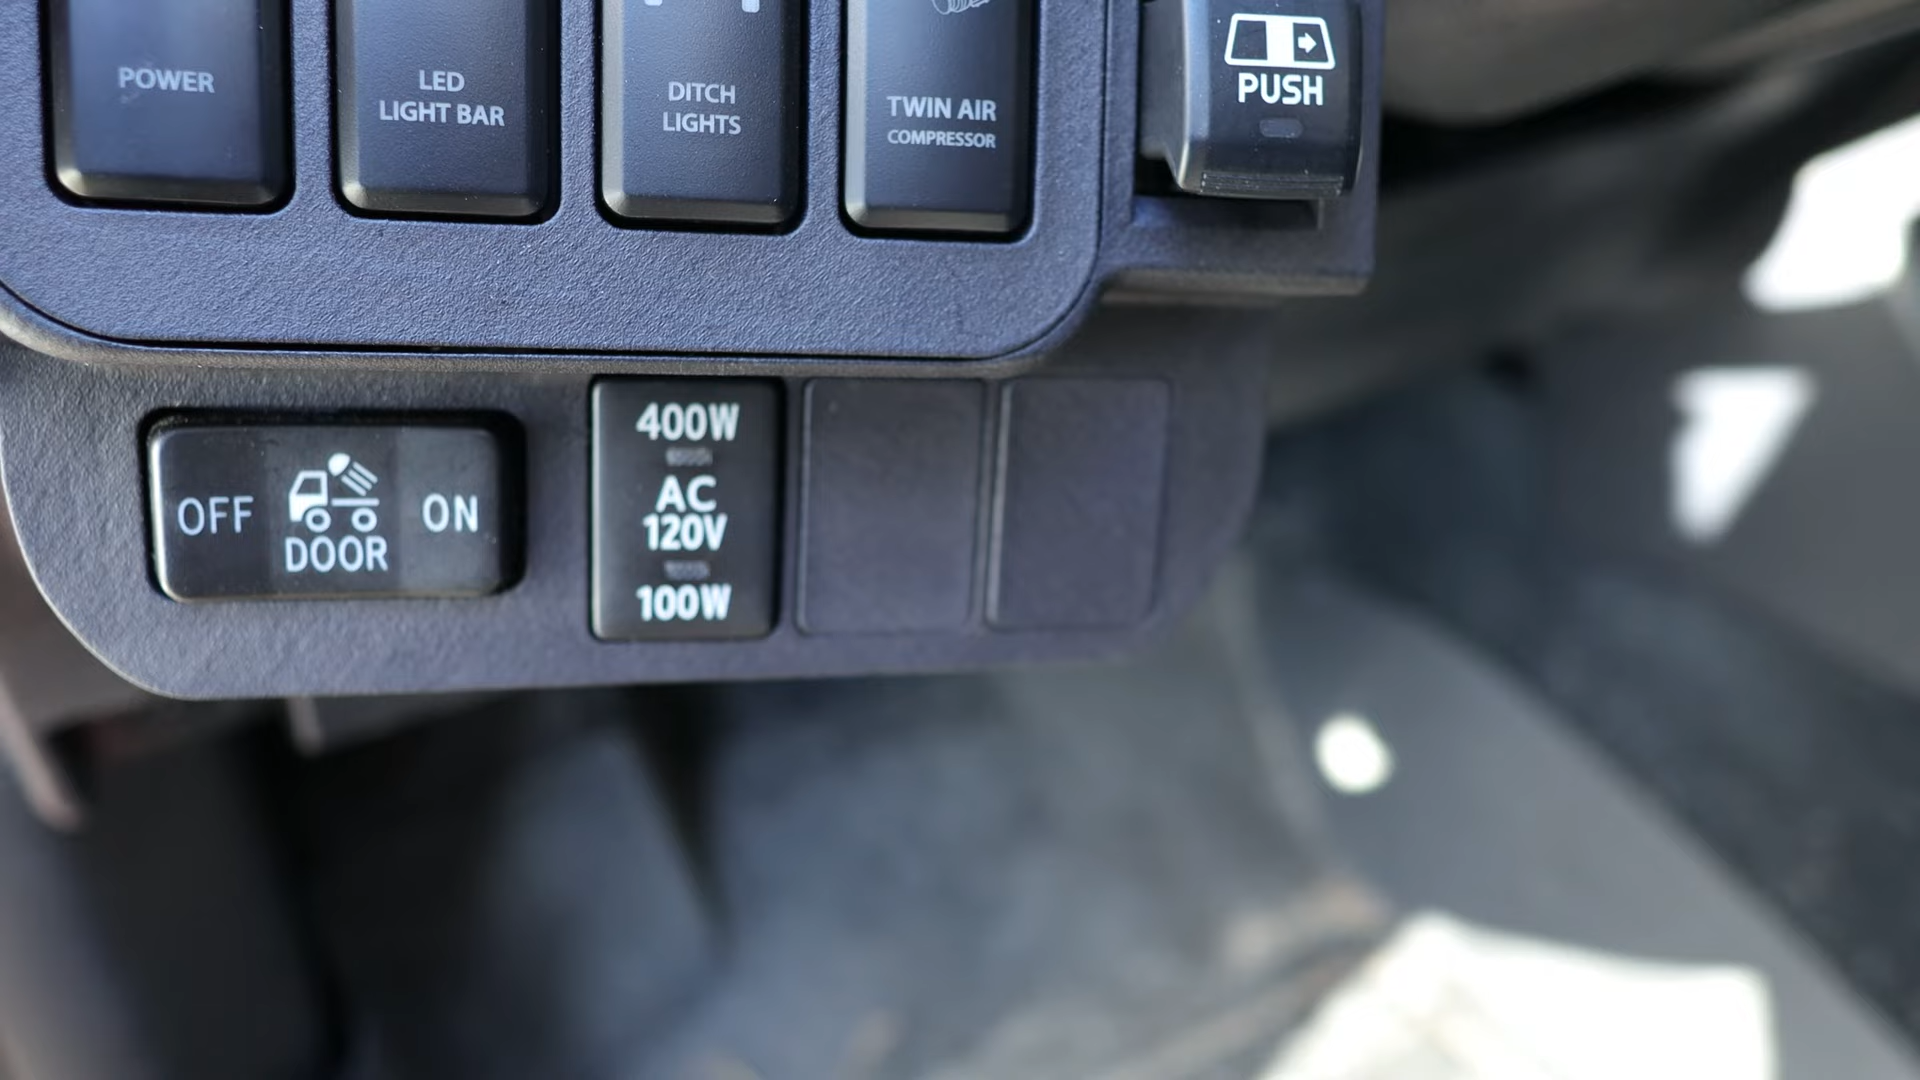 POWER
LED
LIGHT BAR
DITCH
LIGHTS
TWIN AIR
COMPRESSOR
PUSH
OFF
DOOR
ON
400W
AC
120V
100W